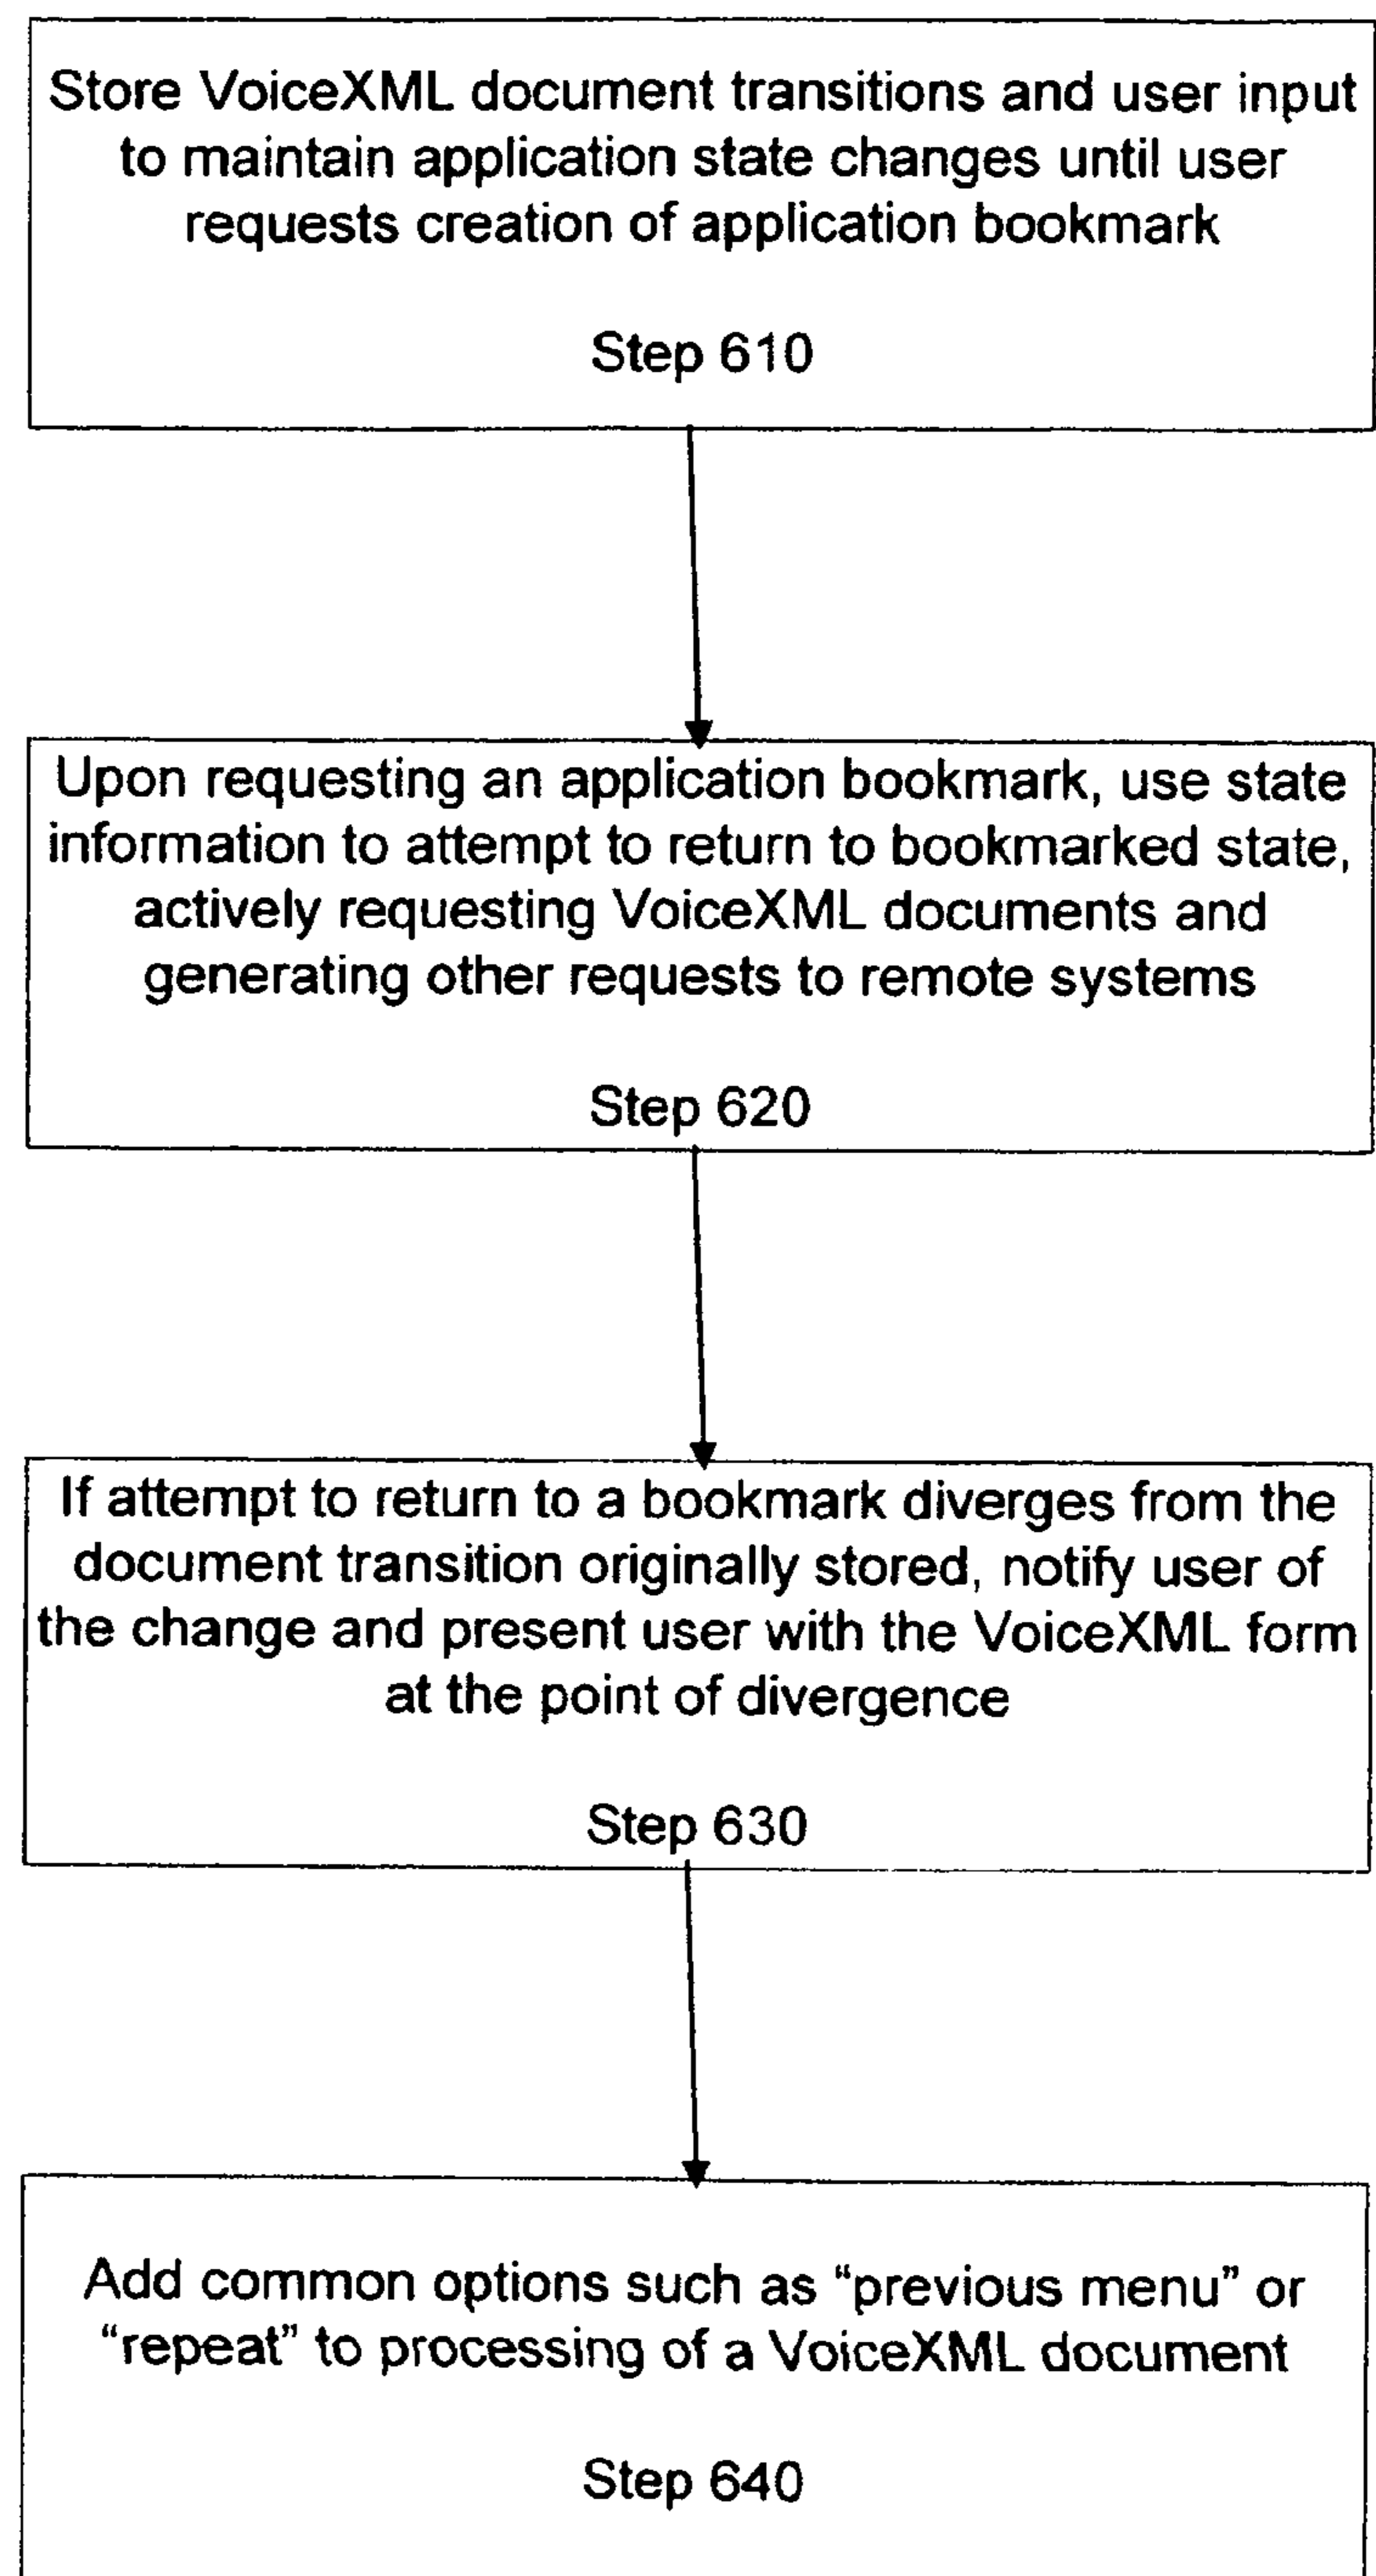 Store VoiceXML document transitions and user input
to maintain application state changes until user
requests creation of application bookmark
Step 610
Upon requesting an application bookmark, use state
information to attempt to return to bookmarked state,
actively requesting VoiceXML documents and
generating other requests to remote systems
Step 620
If attempt to return to a bookmark diverges from the
document transition originally stored, notify user of
the change and present user with the VoiceXML form
at the point of divergence
Step 630
Add common options such as “previous menu” or
“repeat” to processing of a VoiceXML document
Step 640